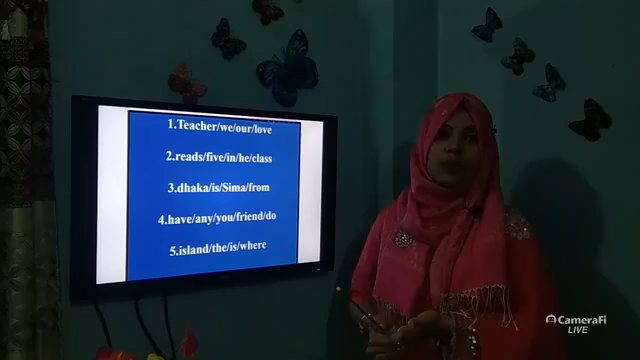 1.Teacher/we/our/love
2.reads/five/in/he/class
3.dhaka/is/Sima/from
4.have/any/you/friend/do
5.island/the/is/where
CameraFi
LIVE